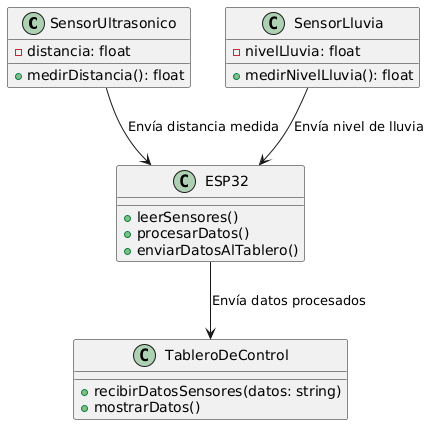 C SensorUltrasonico
distancia: float
medirDistancia(): float
C SensorLluvia
nivelLluvia: float
medirNivelLluvia(): float
Envía distancia medida
Envía nivel de lluvia
C ESP32
leerSensores()
procesarDatos()
enviarDatosAlTablero()
Envía datos procesados
C TableroDeControl
recibirDatosSensores(datos: string)
mostrarDatos()